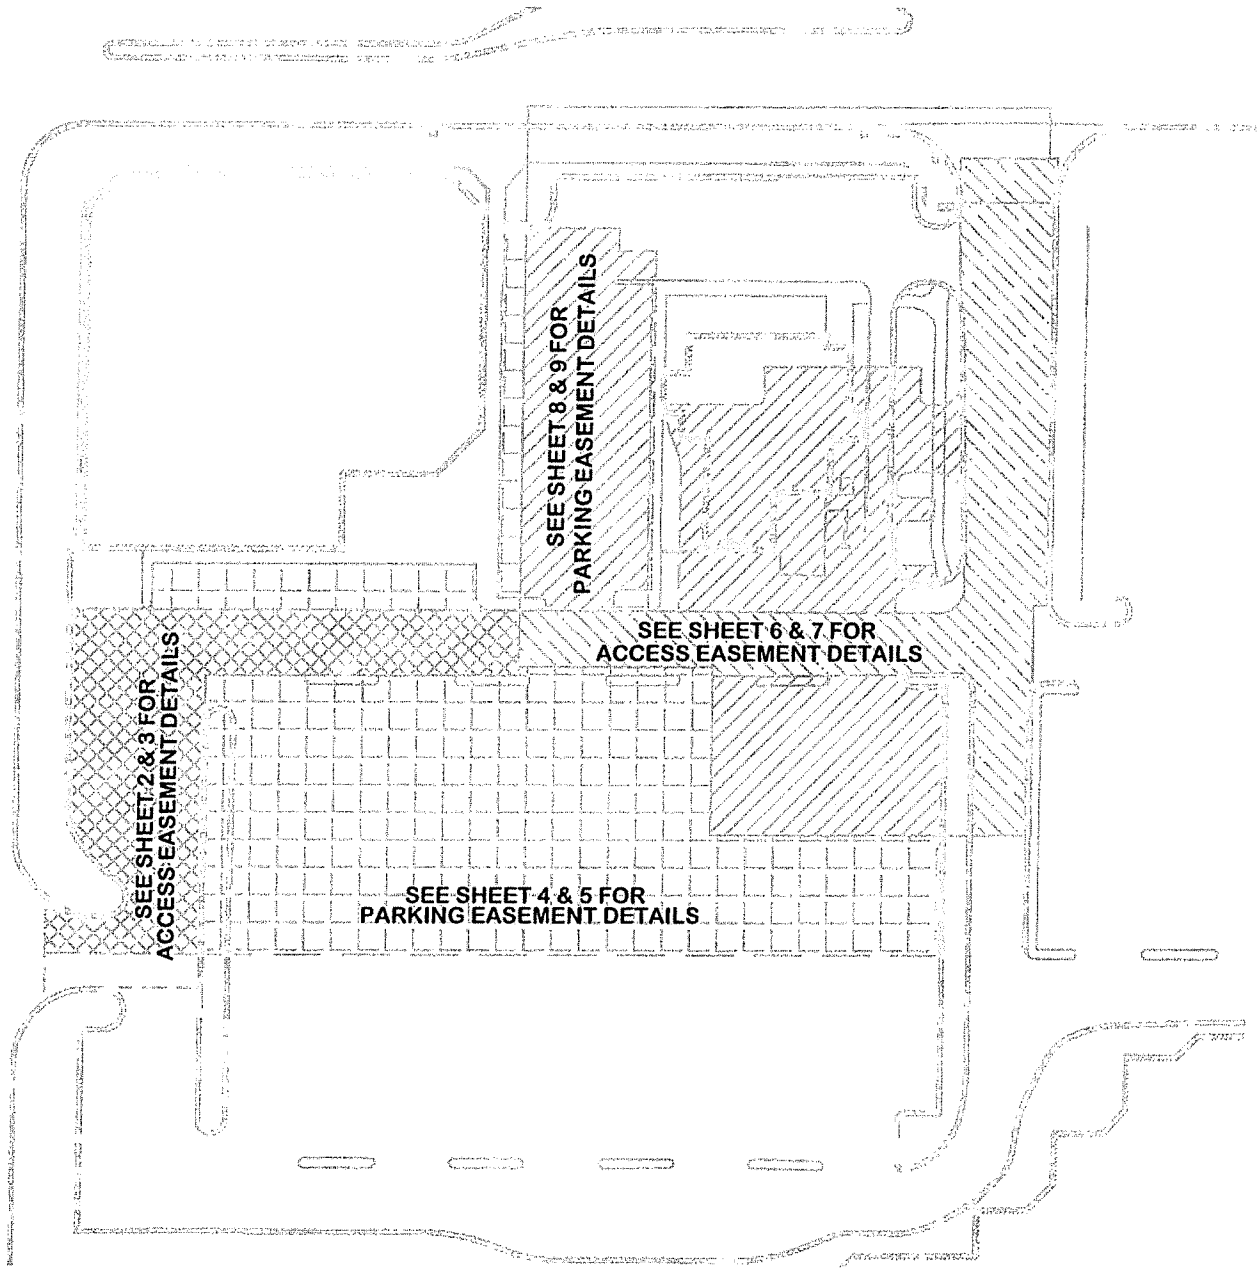 SEE SHEET 8 & 9 FOR
PARKING EASEMENT DETAILS
SEE SHEET 6 & 7 FOR
ACCESS EASEMENT DETAILS
SEE SHEET 2 & 3 FOR
ACCESS EASEMENT DETAILS
SEE SHEET 4 & 5 FOR
PARKING EASEMENT DETAILS